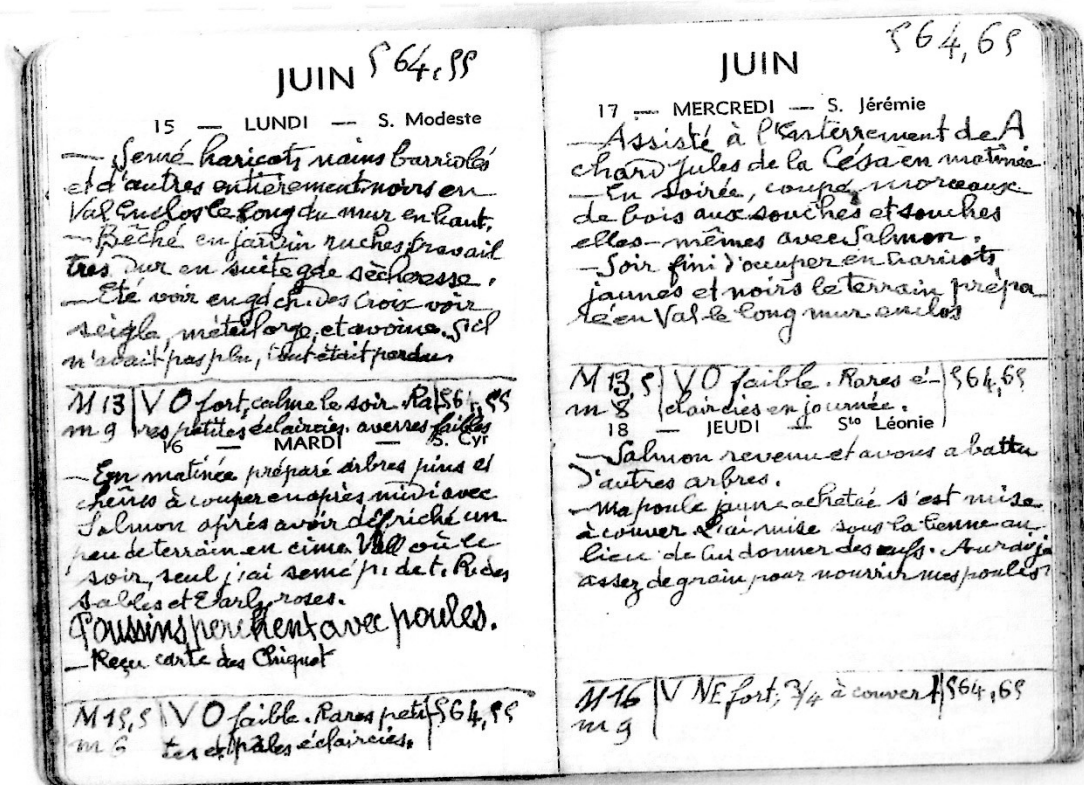 JUIN 564,55
15 — LUNDI — S. Modeste
— Semé haricots nains barriolés
et d'autres entièrement noirs en
Val Enclos le long du mur en haut.
— Bêché en jardin ruches, travail
très dur en suite gde sècheresse.
— Eté voir en gd ch. des Croix voir
seigle, méteil, orge, et avoine. S'il
n'avait pas plu, tout était perdu
M 13 V O fort, calme le soir. Ra 564,55
m 9 res petites éclaircies. averses faibles
16 — MARDI — S. Cyr
— En matinée préparé arbres pins et
chênes à couper en après midi avec
Salmon après avoir défriché un
peu de terrain en cime Vall où le
soir, seul j'ai semé p. de t. Rédes
sables et Early roses.
Poussins perchent avec poules.
— Reçu carte des Chiquot
M 15,5 V O faible. Rares peti 564,55
m 6 tes et pâles éclaircies.
JUIN 564,65
17 — MERCREDI — S. Jérémie
— Assisté à l'enterrement de A
chard Jules de la Césa en matinée
— En soirée, coupé morceaux
de bois aux souches et souches
elles-mêmes avec Salmon.
— Soir fini d'occuper en haricots
jaunes et noirs le terrain prépa
ré en Val le long mur enclos
M 13,5 V O faible. Rares é- 564,65
m 8 claircies en journée.
18 — JEUDI — Ste Léonie
— Salmon revenu et avons abattu
d'autres arbres.
— Ma poule jaune achetée s'est mise
à couver. L'ai mise sous la benne au
lieu de lui donner des œufs. Aurai-je
assez de grain pour nourrir mes poules?
M 16 V NE fort, 3/4 à couvert 564,65
m 9